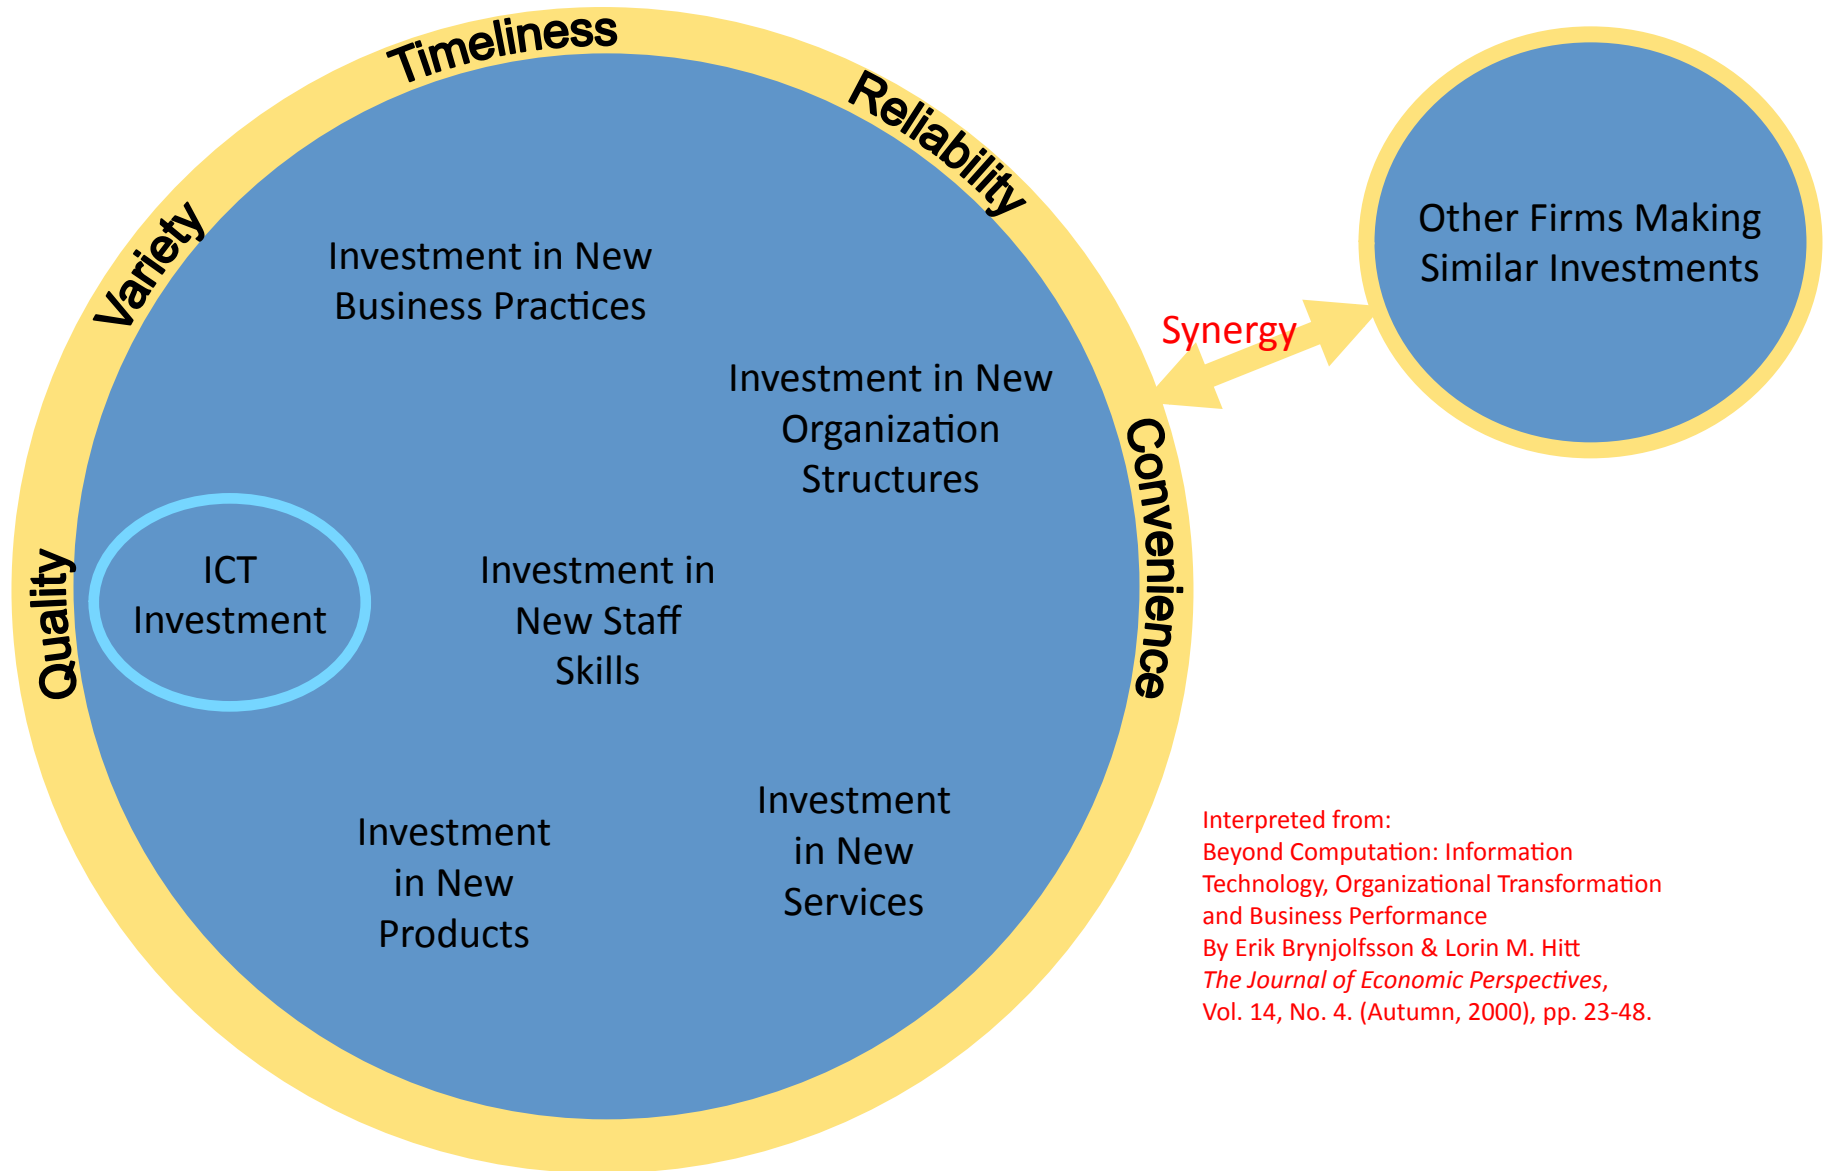 Timeliness
Reliability
Variety
Quality
Convenience
Investment in New
Business Practices
Investment in New
Organization
Structures
ICT
Investment
Investment in
New Staff
Skills
Investment
in New
Products
Investment
in New
Services
Synergy
Other Firms Making
Similar Investments
Interpreted from:
Beyond Computation: Information
Technology, Organizational Transformation
and Business Performance
By Erik Brynjolfsson & Lorin M. Hitt
The Journal of Economic Perspectives,
Vol. 14, No. 4. (Autumn, 2000), pp. 23-48.